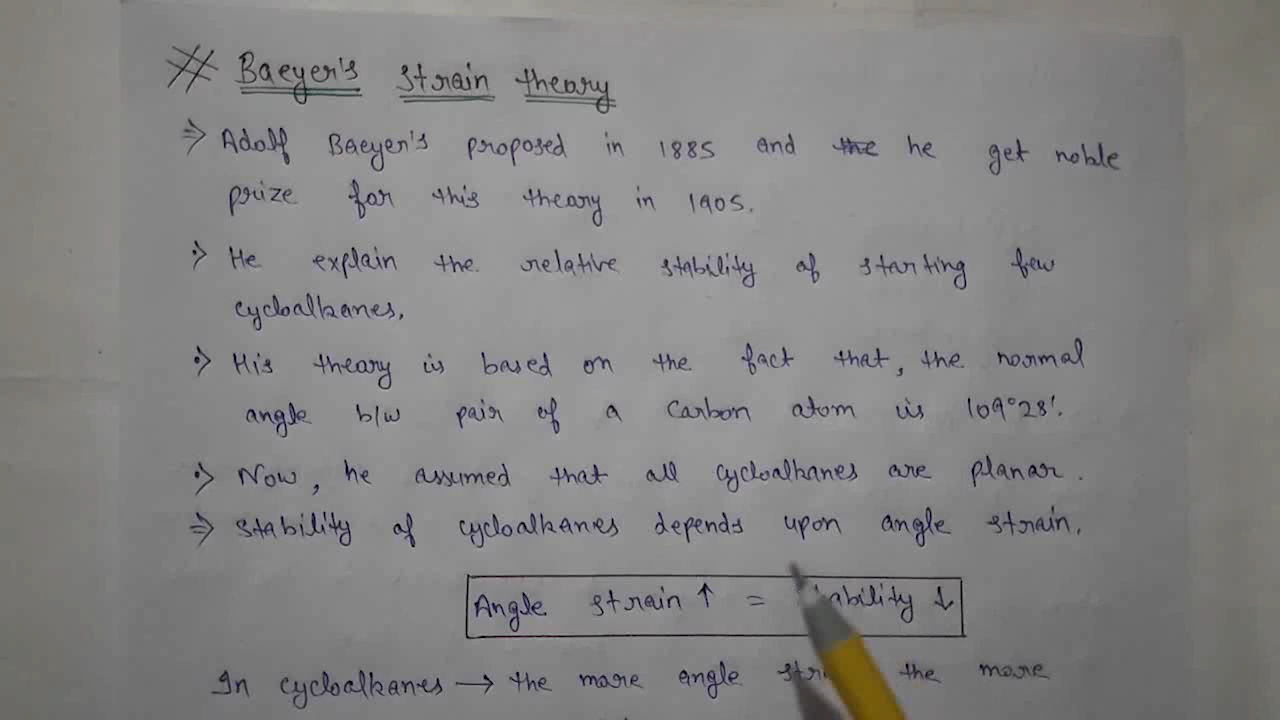 Baeyer's strain theory
⇒ Adolf Baeyer's proposed in 1885 and the he get noble
prize for this theory in 1905.
He explain the relative stability of starting few
cycloalkanes.
His theory is based on the fact that, the normal
angle b/w pair of a carbon atom is 109°28'.
Now, he assumed that all cycloalkanes are planar.
⇒ Stability of cycloalkanes depends upon angle strain.
Angle strain ↑ = ↓
In cycloalkanes → the more angle the more